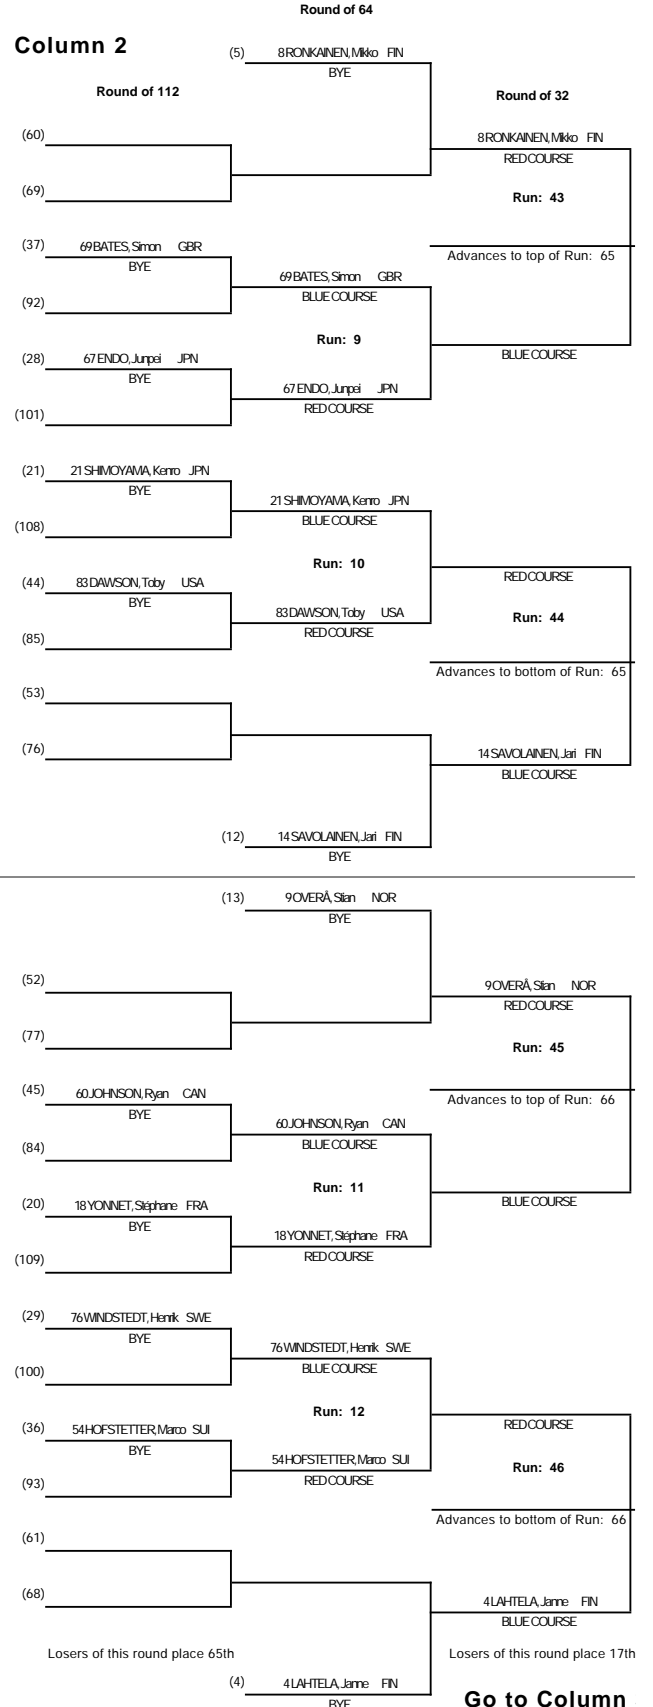 Round of 64
Column 2
(5) 8 RONKAINEN, Mikko FIN
BYE
Round of 112
Round of 32
(60)
8 RONKAINEN, Mikko FIN
RED COURSE
(69)
Run: 43
(37) 69 BATES, Simon GBR
BYE
Advances to top of Run: 65
69 BATES, Simon GBR
BLUE COURSE
(92)
Run: 9
(28) 67 ENDO, Junpei JPN
BYE
BLUE COURSE
67 ENDO, Junpei JPN
RED COURSE
(101)
(21) 21 SHIMOYAMA, Kenro JPN
BYE
21 SHIMOYAMA, Kenro JPN
BLUE COURSE
(108)
Run: 10
(44) 83 DAWSON, Toby USA
BYE
RED COURSE
83 DAWSON, Toby USA
RED COURSE
Run: 44
(85)
Advances to bottom of Run: 65
(53)
(76)
14 SAVOLAINEN, Jari FIN
BLUE COURSE
(12) 14 SAVOLAINEN, Jari FIN
BYE
(13) 9 OVERÅ, Stian NOR
BYE
(52)
9 OVERÅ, Stian NOR
RED COURSE
(77)
Run: 45
(45) 60 JOHNSON, Ryan CAN
BYE
Advances to top of Run: 66
60 JOHNSON, Ryan CAN
BLUE COURSE
(84)
Run: 11
(20) 18 YONNET, Stéphane FRA
BYE
BLUE COURSE
18 YONNET, Stéphane FRA
RED COURSE
(109)
(29) 76 WINDSTEDT, Henrik SWE
BYE
76 WINDSTEDT, Henrik SWE
BLUE COURSE
(100)
Run: 12
(36) 54 HOFSTETTER, Marco SUI
BYE
RED COURSE
54 HOFSTETTER, Marco SUI
RED COURSE
Run: 46
(93)
Advances to bottom of Run: 66
(61)
(68)
4 LAHTELA, Janne FIN
BLUE COURSE
Losers of this round place 65th
Losers of this round place 17th
(4) 4 LAHTELA, Janne FIN
BYE
Go to Column